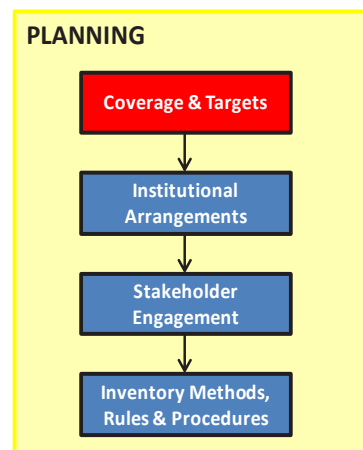 PLANNING
Coverage & Targets
Institutional
Arrangements
Stakeholder
Engagement
Inventory Methods,
Rules & Procedures